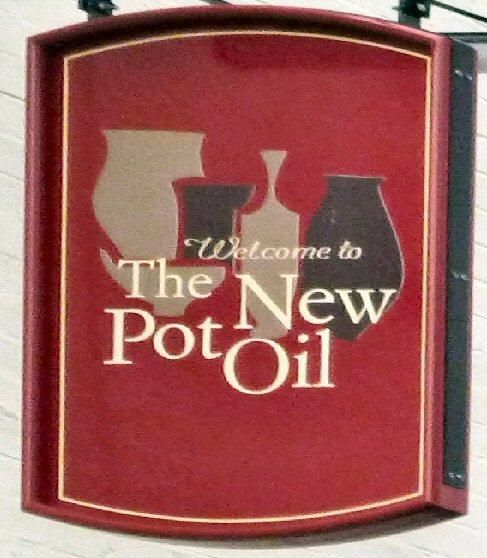 Welcome to
The New
Pot Oil